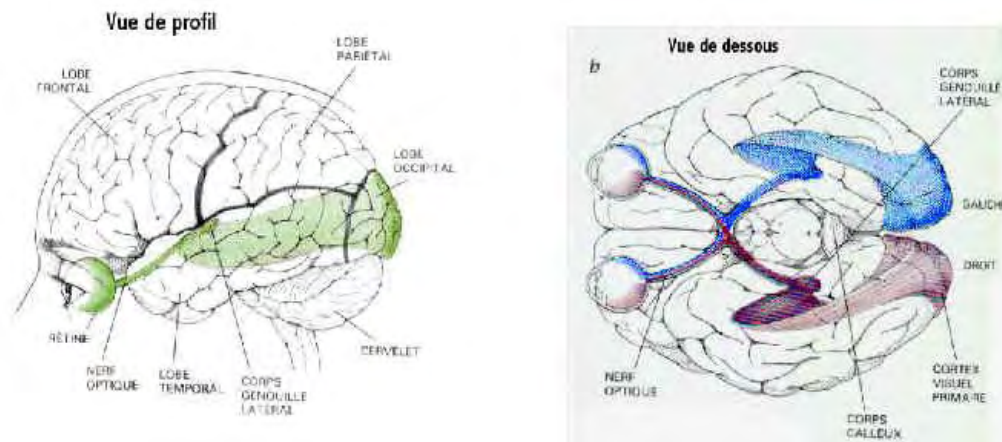 Vue de profil
LOBE
PARIÉTAL
LOBE
FRONTAL
LOBE
OCCIPITAL
RÉTINE
NERF
OPTIQUE
LOBE
TEMPORAL
CORPS
GENOUILLÉ
LATÉRAL
CERVELET
Vue de dessous
b
CORPS
GENOUILLÉ
LATÉRAL
GAUCHE
DROIT
NERF
OPTIQUE
CORPS
CALLEUX
CORTEX
VISUEL
PRIMAIRE